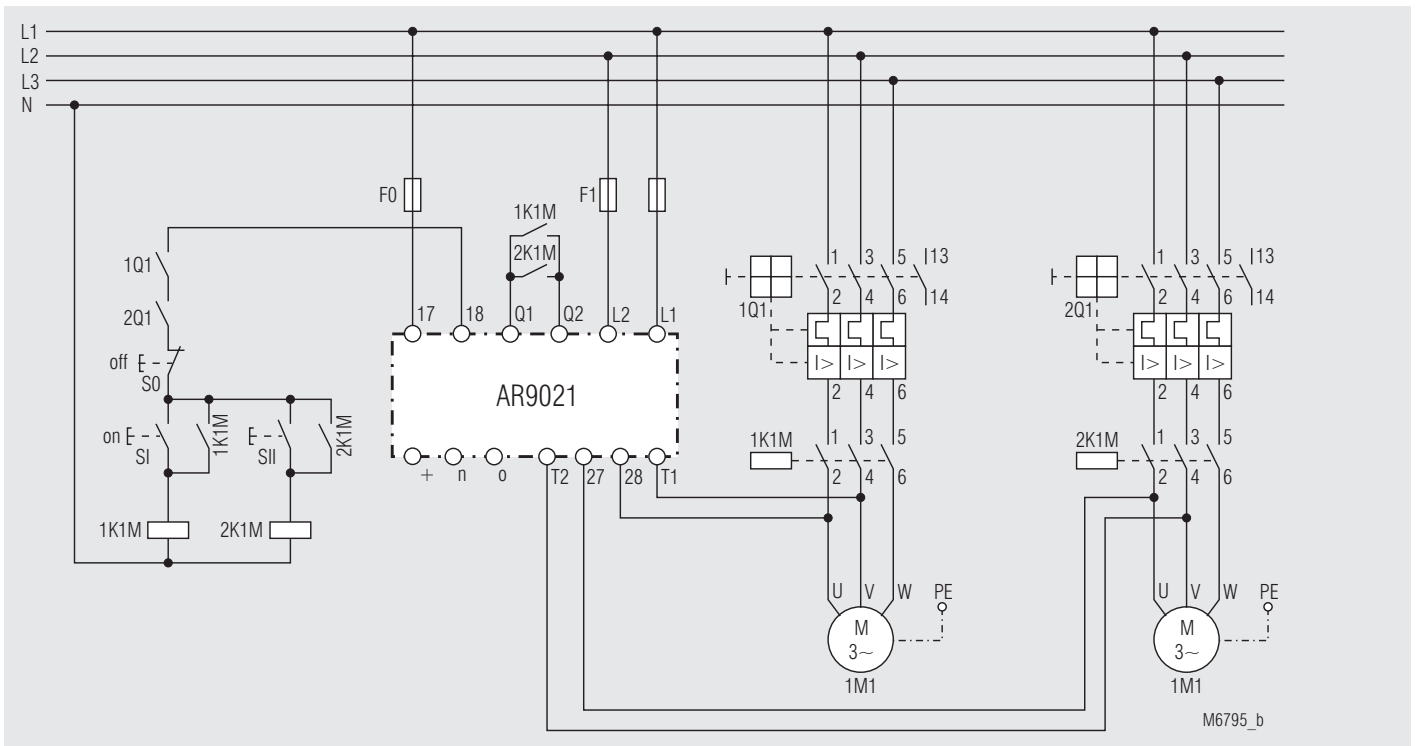 L1
L2
L3
N
F0
F1
1K1M
2K1M
1Q1
2Q1
off
S0
on
SI
1K1M
SII
2K1M
1K1M
2K1M
17
18
Q1
Q2
L2
L1
AR9021
+
n
o
T2
27
28
T1
1
3
5
I13
2
4
6
14
1Q1
I>
I>
I>
2
4
6
1K1M
1
3
5
2
4
6
U
V
W
PE
M
3~
1M1
1
3
5
I13
2
4
6
14
2Q1
I>
I>
I>
2
4
6
2K1M
1
3
5
2
4
6
U
V
W
PE
M
3~
1M1
M6795_b